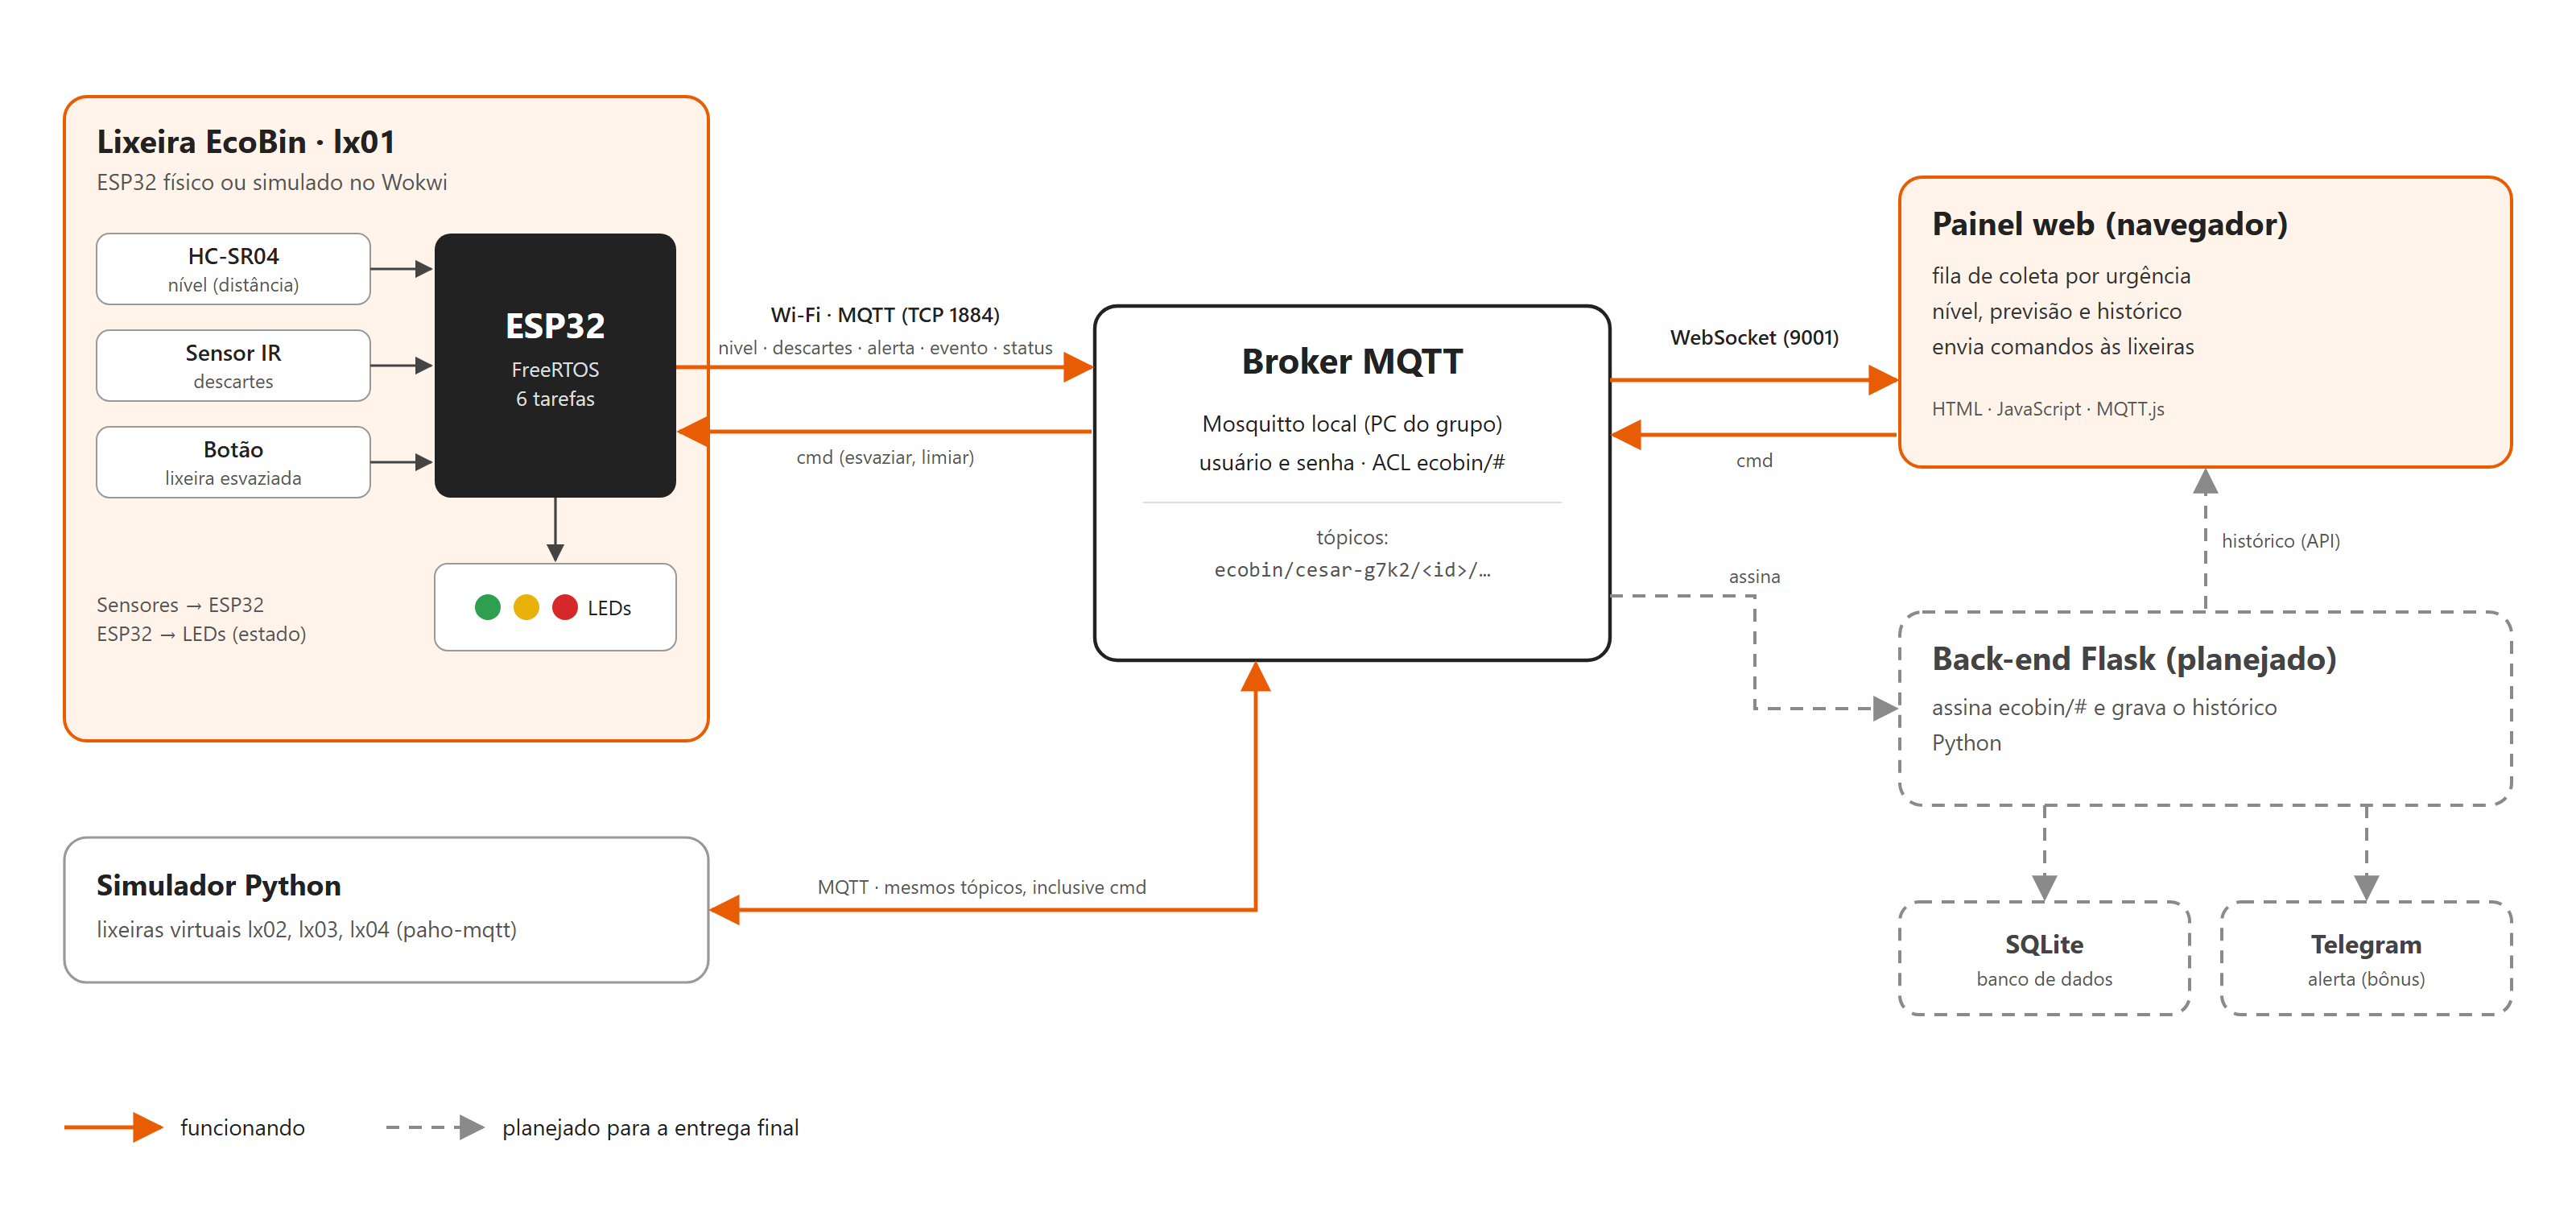 Lixeira EcoBin · lx01
ESP32 físico ou simulado no Wokwi
HC-SR04
nível (distância)
Sensor IR
descartes
Botão
lixeira esvaziada
ESP32
FreeRTOS
6 tarefas
Sensores → ESP32
ESP32 → LEDs (estado)
LEDs
Wi-Fi · MQTT (TCP 1884)
nivel · descartes · alerta · evento · status
cmd (esvaziar, limiar)
Broker MQTT
Mosquitto local (PC do grupo)
usuário e senha · ACL ecobin/#
tópicos:
ecobin/cesar-g7k2/<id>/…
WebSocket (9001)
cmd
Painel web (navegador)
fila de coleta por urgência
nível, previsão e histórico
envia comandos às lixeiras
HTML · JavaScript · MQTT.js
histórico (API)
assina
Back-end Flask (planejado)
assina ecobin/# e grava o histórico
Python
SQLite
banco de dados
Telegram
alerta (bônus)
Simulador Python
lixeiras virtuais lx02, lx03, lx04 (paho-mqtt)
MQTT · mesmos tópicos, inclusive cmd
funcionando
planejado para a entrega final